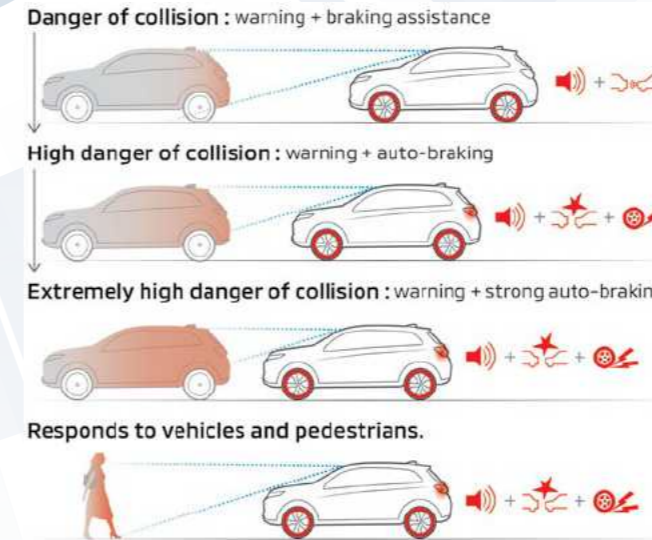 Danger of collision : warning + braking assistance
High danger of collision : warning + auto-braking
Extremely high danger of collision : warning + strong auto-brakin
Responds to vehicles and pedestrians.